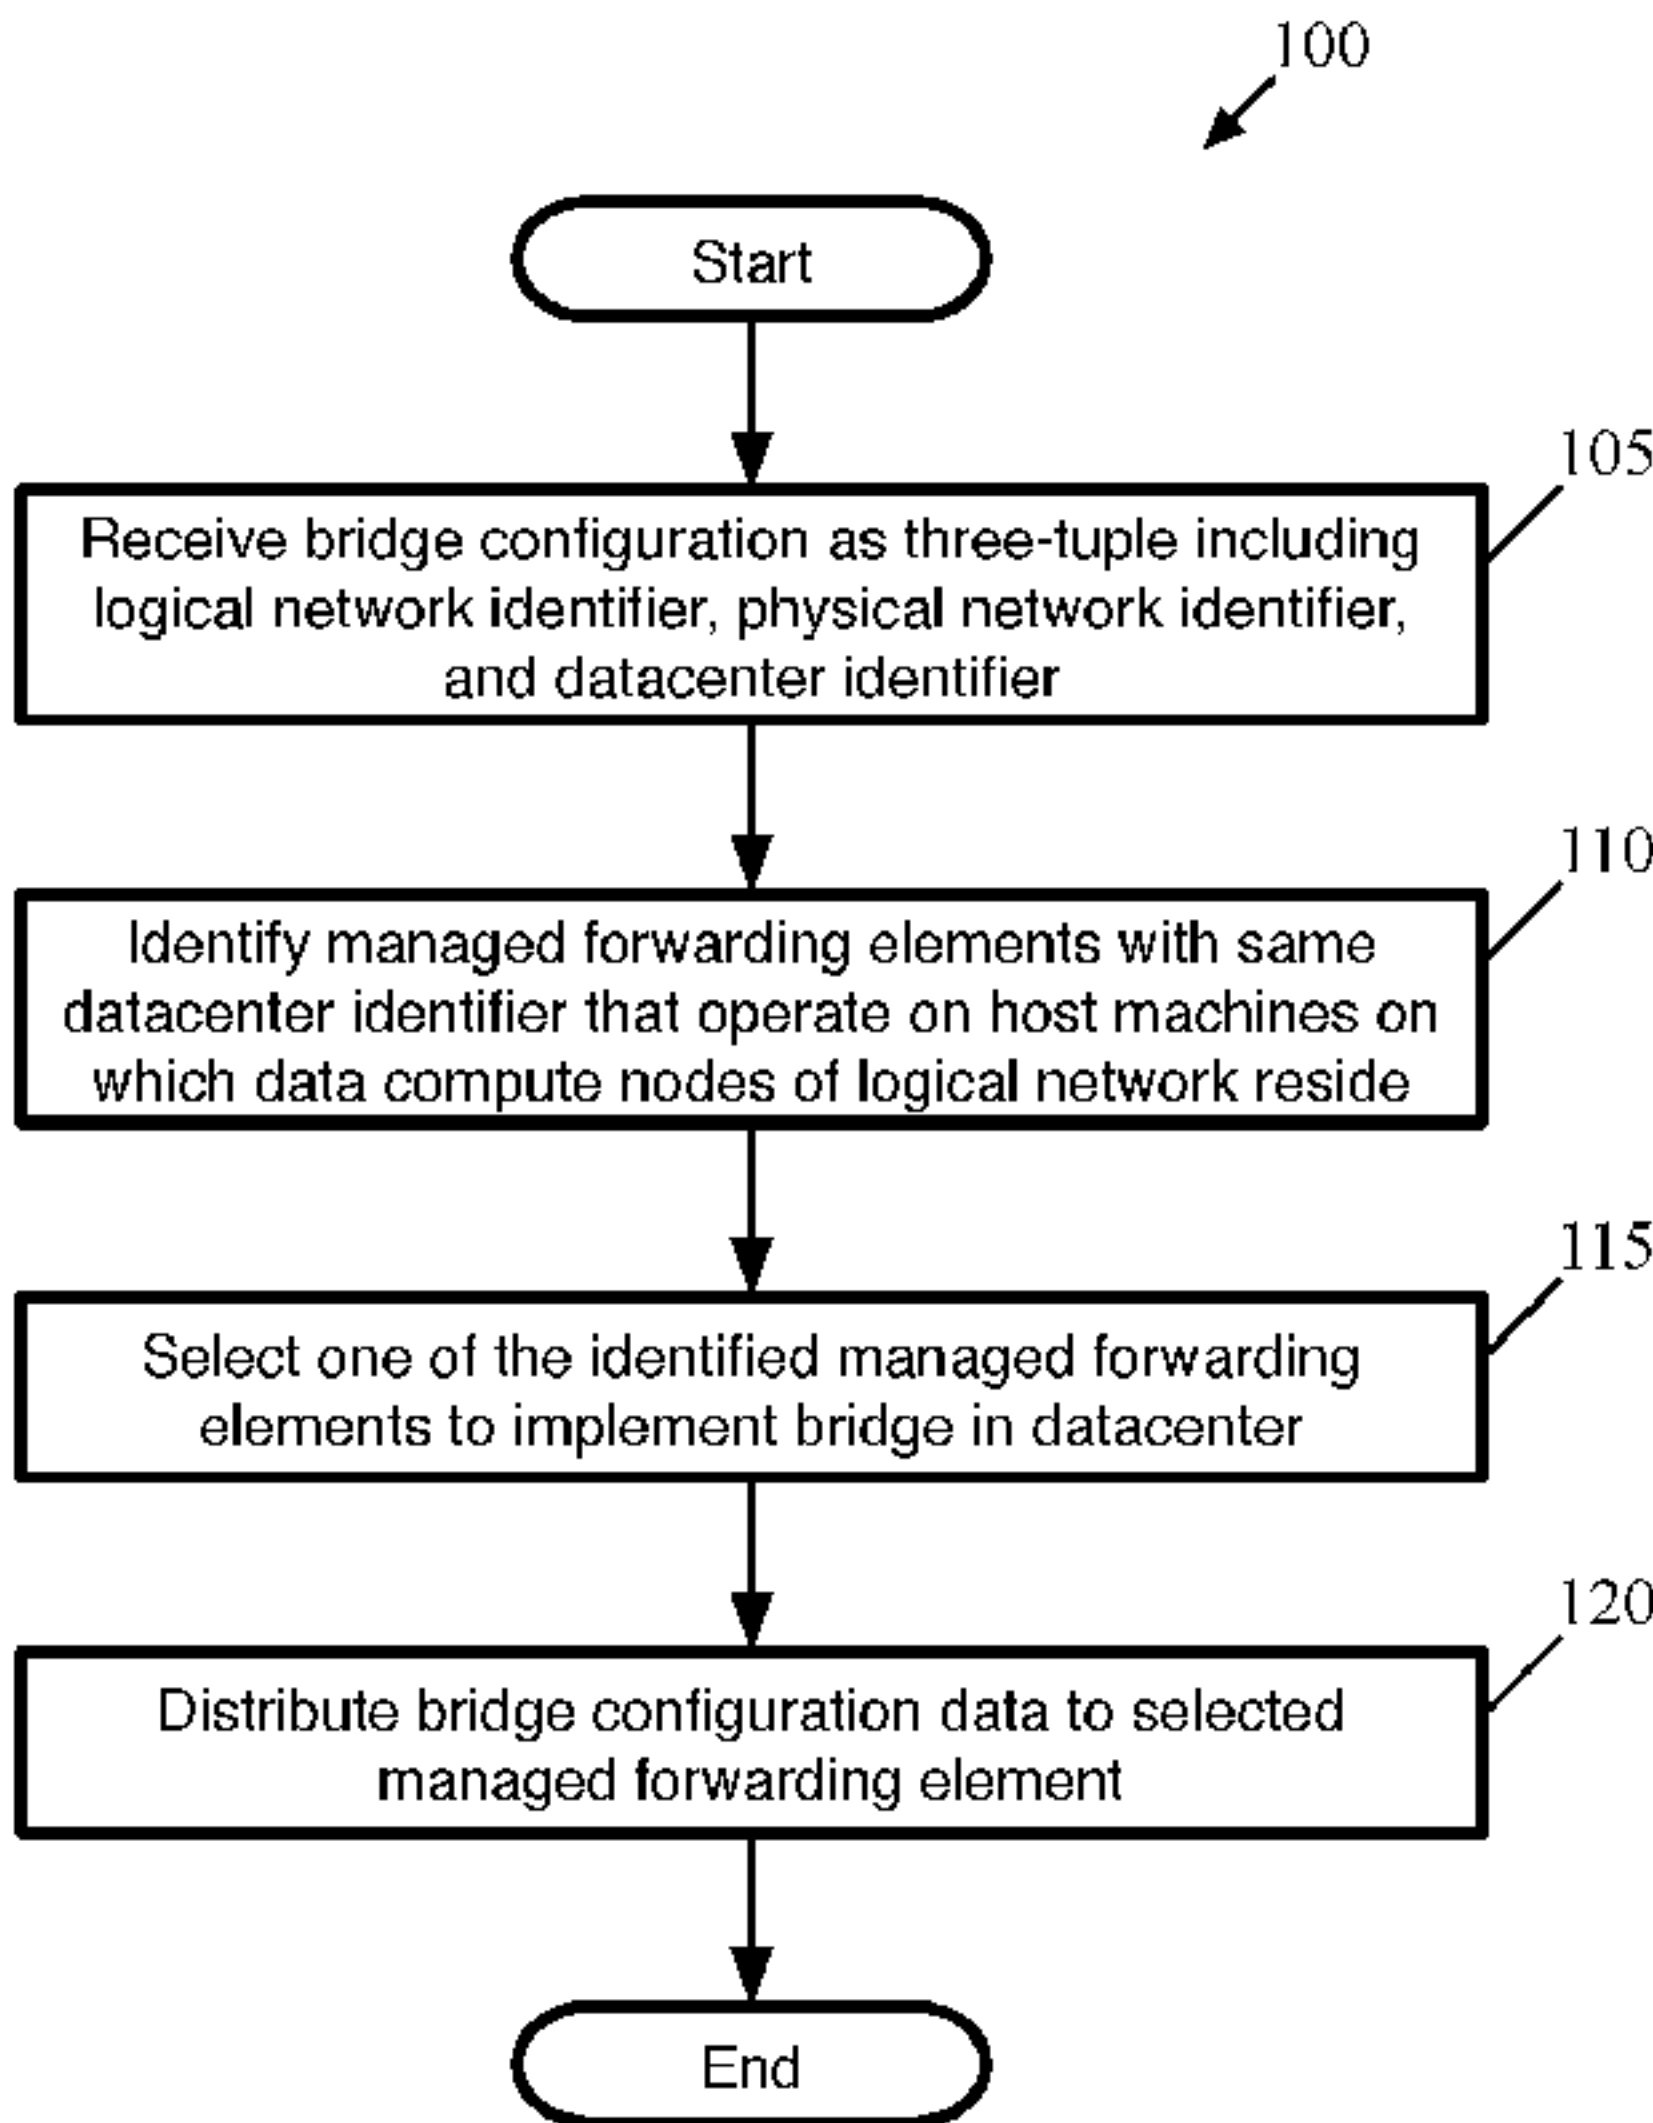 100
Start
105
Receive bridge configuration as three-tuple including
logical network identifier, physical network identifier,
and datacenter identifier
110
Identify managed forwarding elements with same
datacenter identifier that operate on host machines on
which data compute nodes of logical network reside
115
Select one of the identified managed forwarding
elements to implement bridge in datacenter
120
Distribute bridge configuration data to selected
managed forwarding element
End